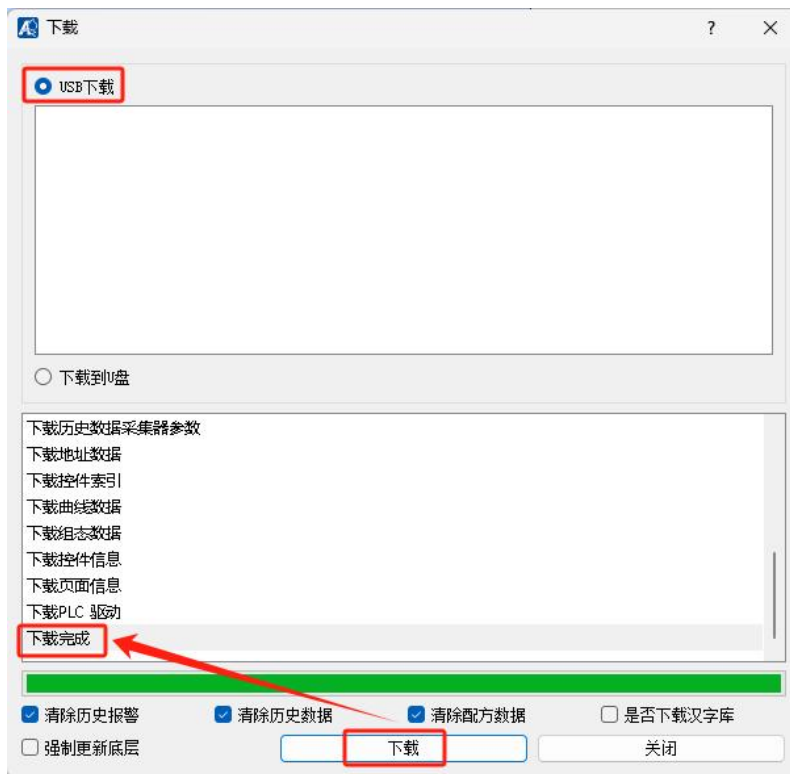 下载
?
USB下载
下载到U盘
下载历史数据采集器参数
下载地址数据
下载控件索引
下载曲线数据
下载组态数据
下载控件信息
下载页面信息
下载PLC 驱动
下载完成
清除历史报警 清除历史数据 清除配方数据 是否下载汉字库
强制更新底层 下载 关闭